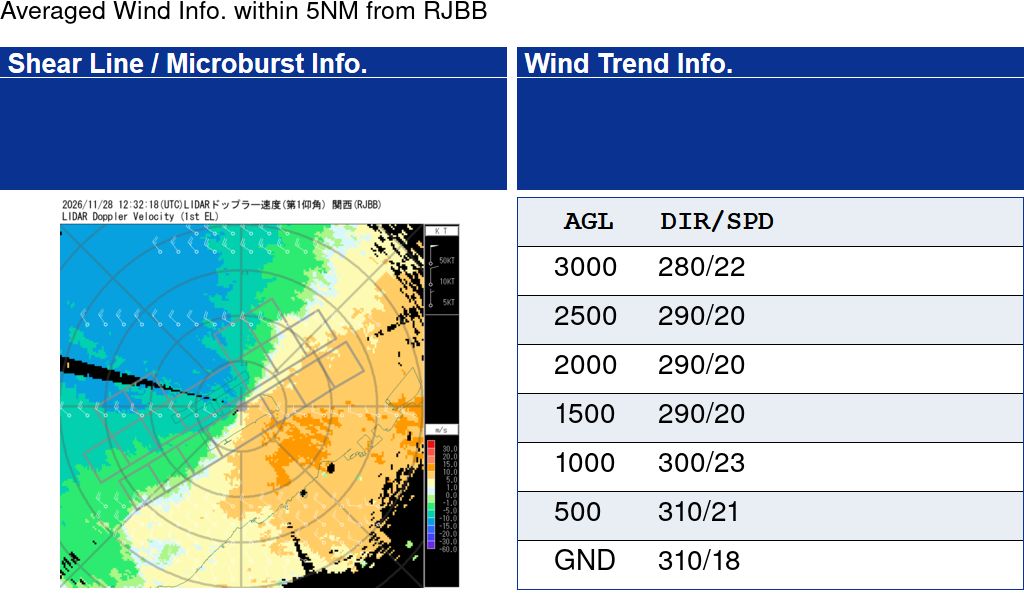 Averaged Wind Info. within 5NM from RJBB
Shear Line / Microburst Info.
Wind Trend Info.
2026/11/28 12:32:18(UTC)LIDARドップラー速度(第1仰角) 関西(RJBB)
LIDAR Doppler Velocity (1st EL)
KT
50KT
10KT
5KT
m/s
30.0
20.0
15.0
10.0
5.0
1.0
0.0
-1.0
-5.0
-10.0
-15.0
-20.0
-30.0
-60.0
AGL DIR/SPD
3000 280/22
2500 290/20
2000 290/20
1500 290/20
1000 300/23
500 310/21
GND 310/18